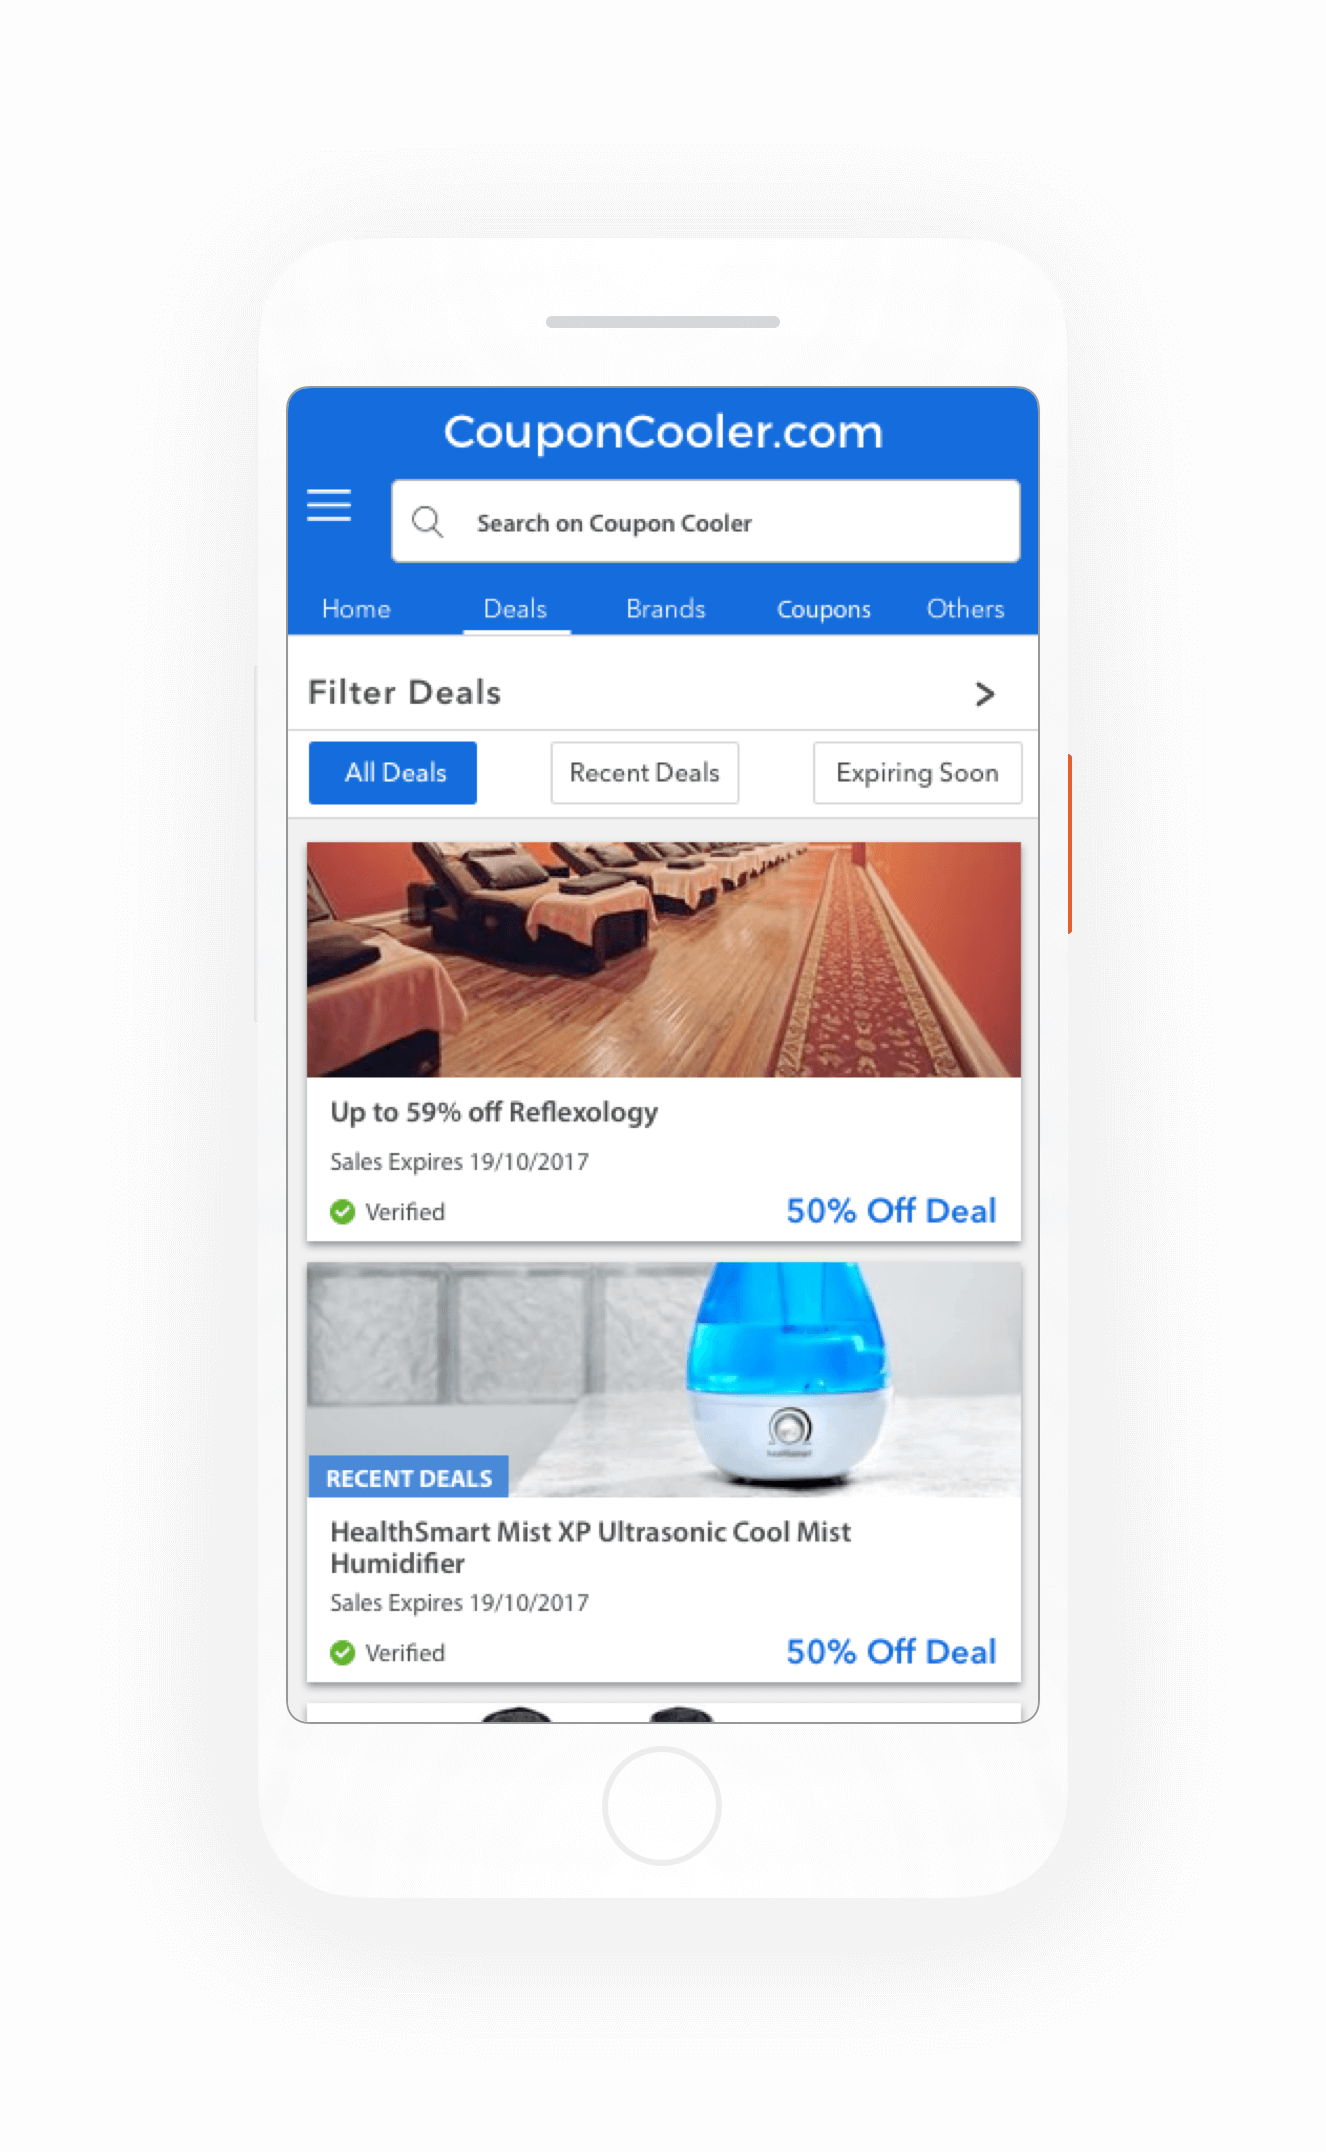 CouponCooler.com
Search on Coupon Cooler
Home Deals Brands Coupons Others
Filter Deals
All Deals Recent Deals Expiring Soon
Up to 59% off Reflexology
Sales Expires 19/10/2017
Verified 50% Off Deal
RECENT DEALS
HealthSmart Mist XP Ultrasonic Cool Mist
Humidifier
Sales Expires 19/10/2017
Verified 50% Off Deal